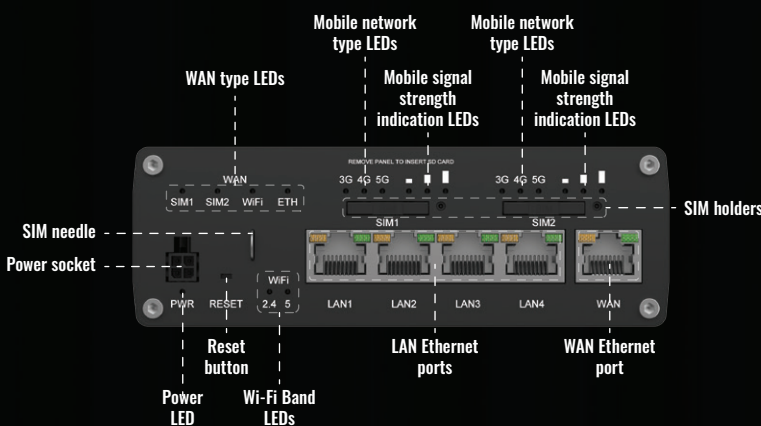 Mobile network
type LEDs
Mobile network
type LEDs
WAN type LEDs
Mobile signal
strength
indication LEDs
Mobile signal
strength
indication LEDs
REMOVE PANEL TO INSERT SD CARD
WAN
3G 4G 5G
3G 4G 5G
SIM1 SIM2 WiFi ETH
SIM holders
SIM1
SIM2
SIM needle
Power socket
WiFi
2.4 5
PWR
RESET
LAN1
LAN2
LAN3
LAN4
WAN
Reset
button
LAN Ethernet
ports
WAN Ethernet
port
Power
LED
Wi-Fi Band
LEDs